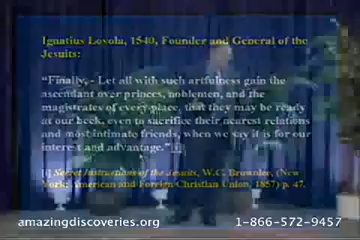 Ignatius Loyola, 1540, Founder and General of the
Jesuits:
“Finally, - Let all with such artfulness gain the
ascendant over princes, noblemen, and the
magistrates of every place, that they may be ready
at our beck, even to sacrifice their nearest relations
and most intimate friends, when we say it is for our
interest and advantage.” [i]
[i] Secret Instructions of the Jesuits, W.C. Brownlee, (New
York: American and Foreign Christian Union, 1857) p. 47.
amazingdiscoveries.org 1-866-572-9457